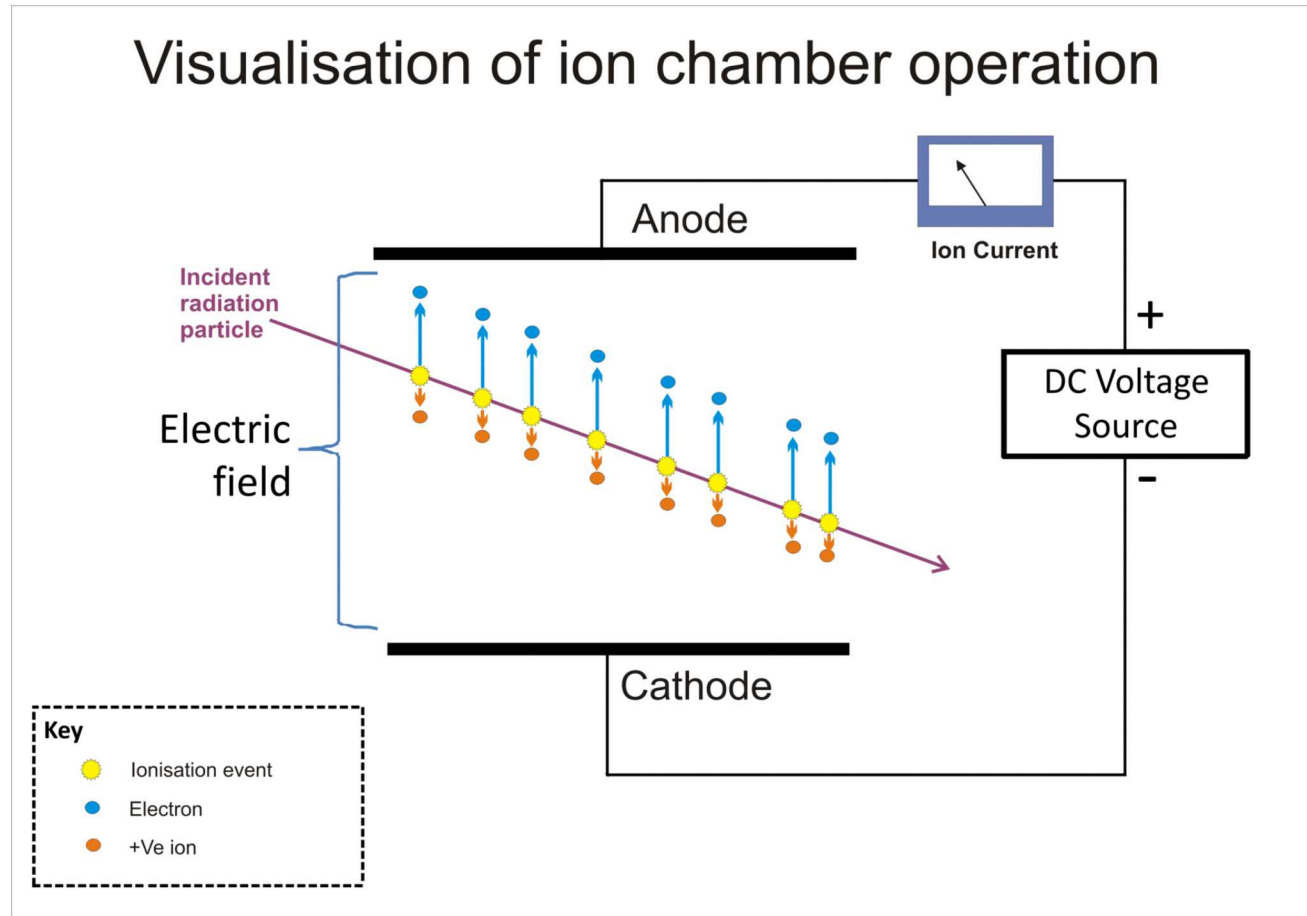 Visualisation of ion chamber operation
Anode
Ion Current
Incident
radiation
particle
+
DC Voltage
Source
-
Electric
field
Cathode
Key
Ionisation event
Electron
+Ve ion